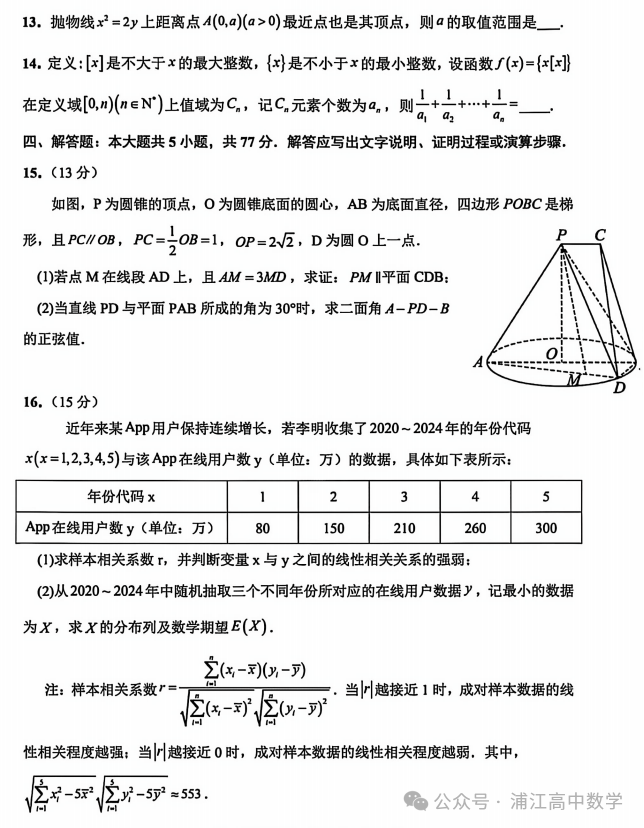 13. 抛物线x²=2y上距离点A(0,a)(a>0)最近点也是其顶点，则a的取值范围是___.
14. 定义:[x]是不大于x的最大整数，{x}是不小于x的最小整数，设函数f(x)={x[x]}
在定义域[0,n)(n∈N*)上值域为Cₙ，记Cₙ元素个数为aₙ，则1/a₁+1/a₂+···+1/aₙ=____.
四、解答题：本大题共5小题，共77分．解答应写出文字说明、证明过程或演算步骤．
15.（13分）
如图，P为圆锥的顶点，O为圆锥底面的圆心，AB为底面直径，四边形POBC是梯
形，且PC//OB，PC=1/2OB=1，OP=2√2，D为圆O上一点．
(1)若点M在线段AD上，且AM=3MD，求证：PM∥平面CDB；
(2)当直线PD与平面PAB所成的角为30°时，求二面角A-PD-B
的正弦值．
P C
A O M D
16.（15分）
近年来某App用户保持连续增长，若李明收集了2020~2024年的年份代码
x(x=1,2,3,4,5)与该App在线用户数y（单位：万）的数据，具体如下表所示：
年份代码x 1 2 3 4 5
App在线用户数y（单位：万） 80 150 210 260 300
(1)求样本相关系数r，并判断变量x与y之间的线性相关关系的强弱；
(2)从2020~2024年中随机抽取三个不同年份所对应的在线用户数据y，记最小的数据
为X，求X的分布列及数学期望E(X)．
注：样本相关系数r=∑ⁿᵢ₌₁(xᵢ-x̄)(yᵢ-ȳ)/(√∑ⁿᵢ₌₁(xᵢ-x̄)²√∑ⁿᵢ₌₁(yᵢ-ȳ)²)．当|r|越接近1时，成对样本数据的线
性相关程度越强；当|r|越接近0时，成对样本数据的线性相关程度越弱．其中，
√∑⁵ᵢ₌₁xᵢ²-5x̄²√∑⁵ᵢ₌₁yᵢ²-5ȳ²≈553．
公众号·浦江高中数学